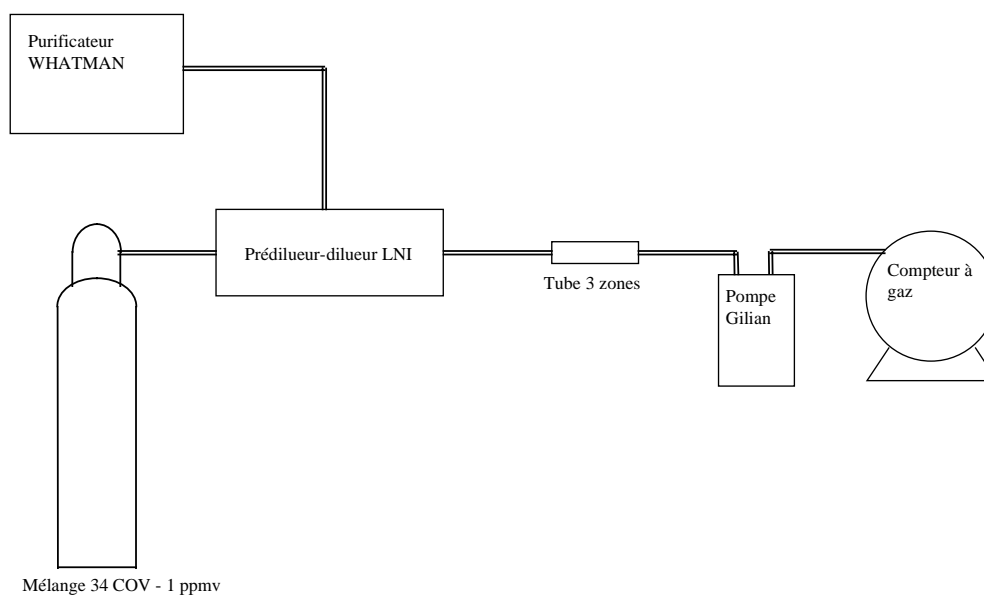 Purificateur
WHATMAN
Prédilueur-dilueur LNI
Tube 3 zones
Pompe
Gilian
Compteur à
gaz
Mélange 34 COV - 1 ppmv